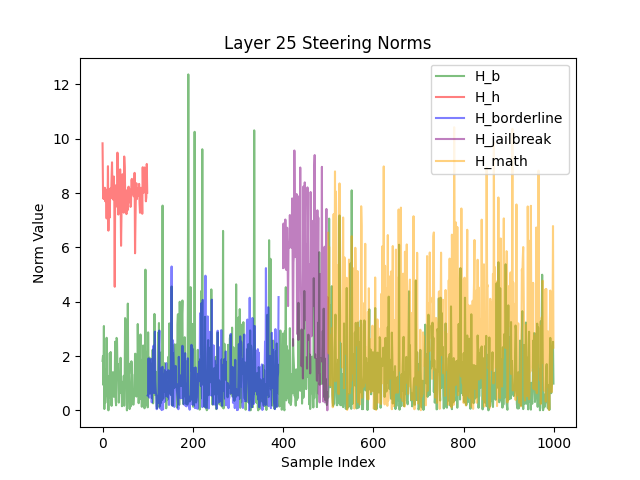 Layer 25 Steering Norms
Norm Value
12
10
8
6
4
2
0
H_b
H_h
H_borderline
H_jailbreak
H_math
0
200
400
600
800
1000
Sample Index